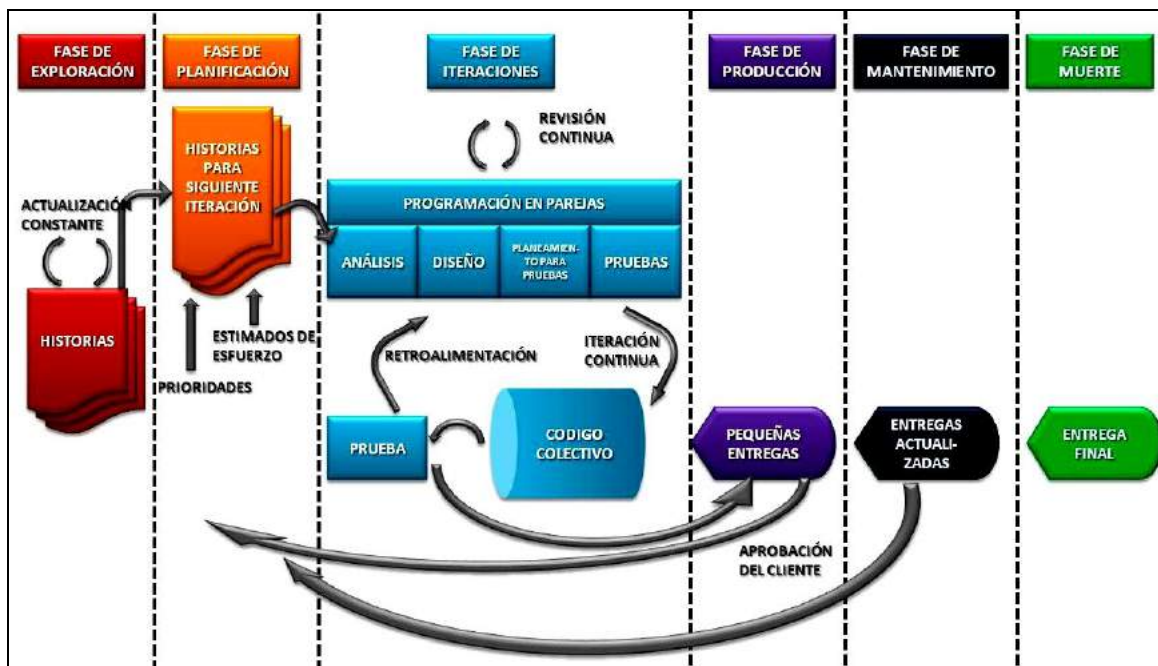 FASE DE
EXPLORACIÓN
FASE DE
PLANIFICACIÓN
FASE DE
ITERACIONES
FASE DE
PRODUCCIÓN
FASE DE
MANTENIMIENTO
FASE DE
MUERTE
ACTUALIZACIÓN
CONSTANTE
HISTORIAS
HISTORIAS
PARA
SIGUIENTE
ITERACIÓN
PRIORIDADES
ESTIMADOS DE
ESFUERZO
REVISIÓN
CONTINUA
PROGRAMACIÓN EN PAREJAS
ANÁLISIS
DISEÑO
PLANEAMIEN-
TO PARA
PRUEBAS
PRUEBAS
RETROALIMENTACIÓN
ITERACIÓN
CONTINUA
PRUEBA
CODIGO
COLECTIVO
PEQUEÑAS
ENTREGAS
APROBACIÓN
DEL CLIENTE
ENTREGAS
ACTUALI-
ZADAS
ENTREGA
FINAL